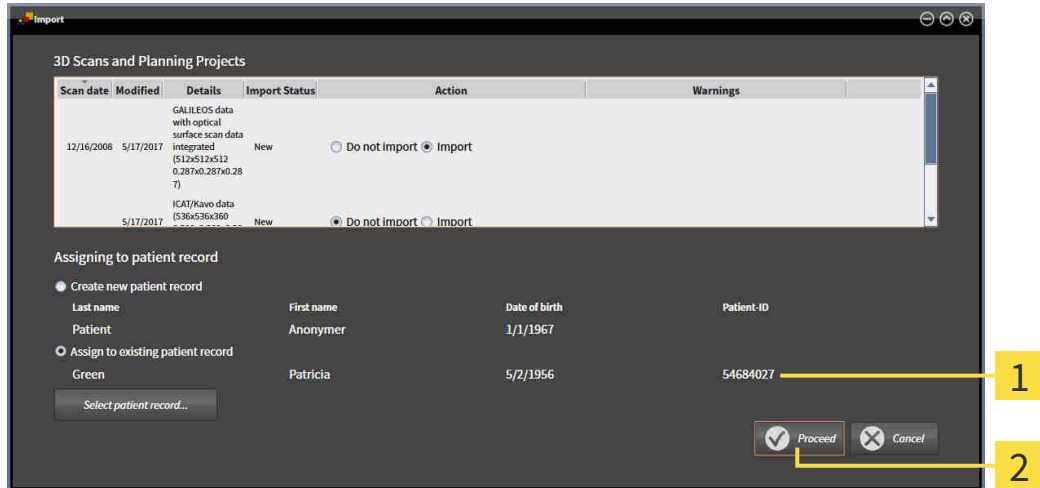 Import
3D Scans and Planning Projects
Scan date Modified Details Import Status Action Warnings
GALILEOS data
with optical
surface scan data
12/16/2008 5/17/2017 integrated New Do not import Import
(512x512x512
0.287x0.287x0.28
7)
ICAT/Kavo data
(536x536x360
5/17/2017 New Do not import Import
Assigning to patient record
Create new patient record
Last name First name Date of birth Patient-ID
Patient Anonymer 1/1/1967
Assign to existing patient record
Green Patricia 5/2/1956 54684027 1
Select patient record...
Proceed Cancel
2